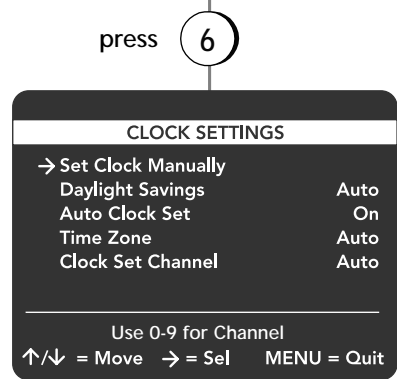 press 6
CLOCK SETTINGS
→ Set Clock Manually
Daylight Savings Auto
Auto Clock Set On
Time Zone Auto
Clock Set Channel Auto
Use 0-9 for Channel
↑/↓ = Move → = Sel MENU = Quit